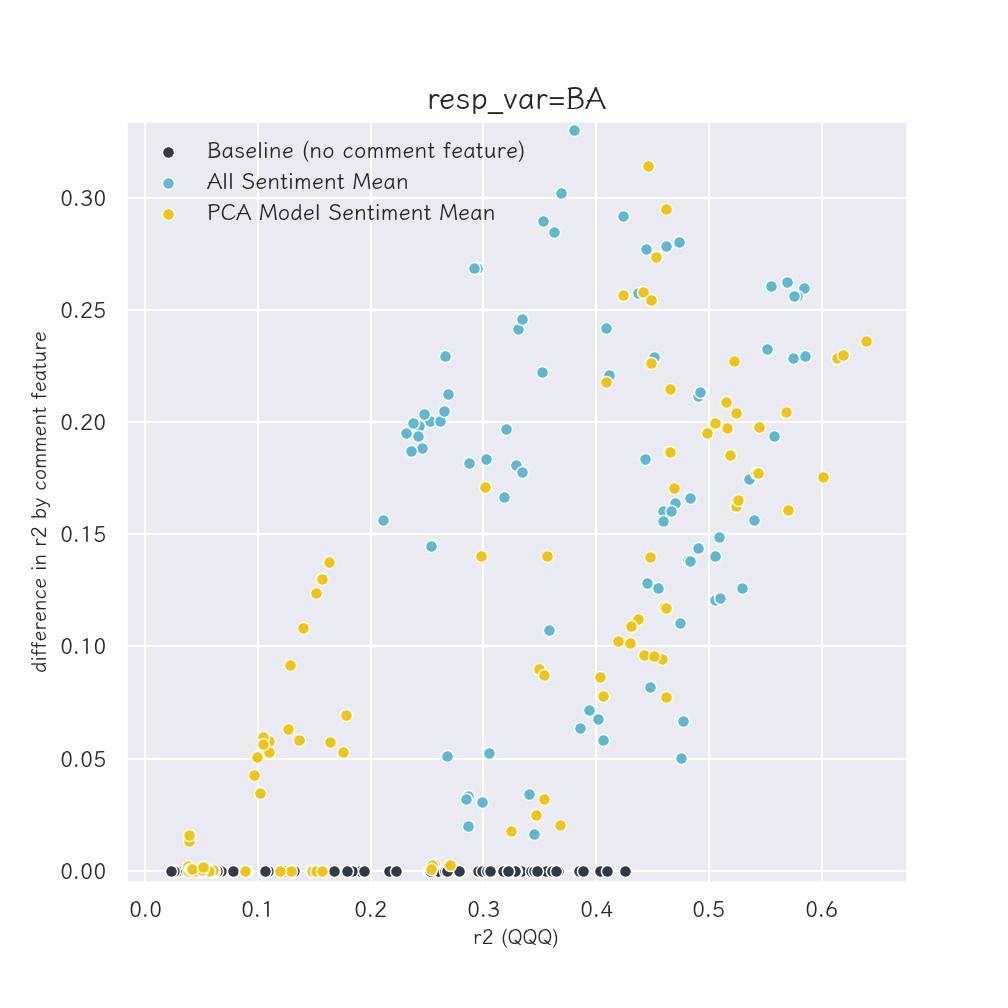 resp_var=BA
Baseline (no comment feature)
All Sentiment Mean
PCA Model Sentiment Mean
difference in r2 by comment feature
0.30
0.25
0.20
0.15
0.10
0.05
0.00
0.0 0.1 0.2 0.3 0.4 0.5 0.6
r2 (QQQ)